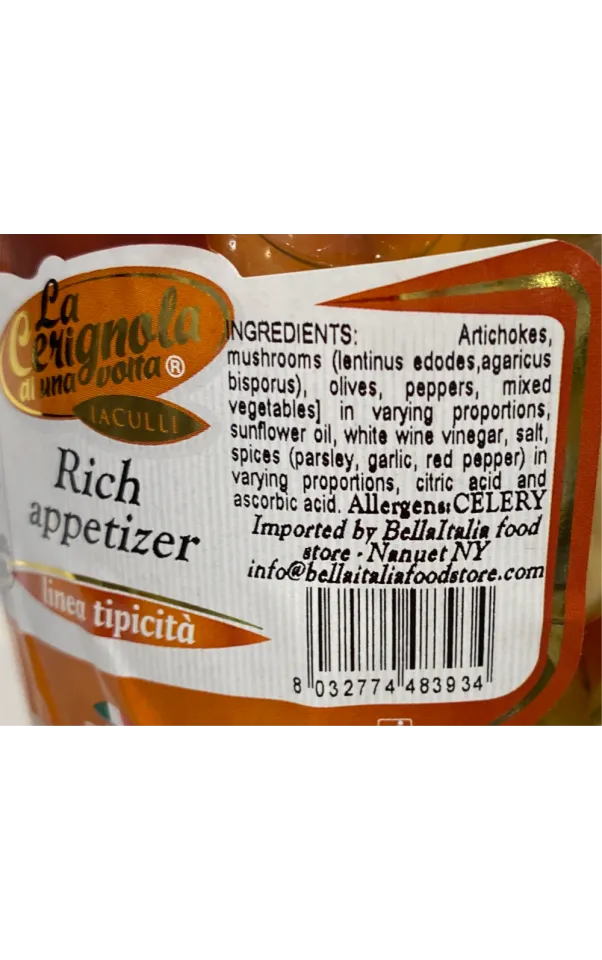 La
Cerignola
di una volta ®
IACULLI
Rich
appetizer
linea tipicità
INGREDIENTS: Artichokes,
mushrooms (lentinus edodes,agaricus
bisporus), olives, peppers, mixed
vegetables] in varying proportions,
sunflower oil, white wine vinegar, salt,
spices (parsley, garlic, red pepper) in
varying proportions, citric acid and
ascorbic acid. Allergens:CELERY
Imported by BellaItalia food
store - Nanuet NY
info@bellaitaliafoodstore.com
8 032774 483934